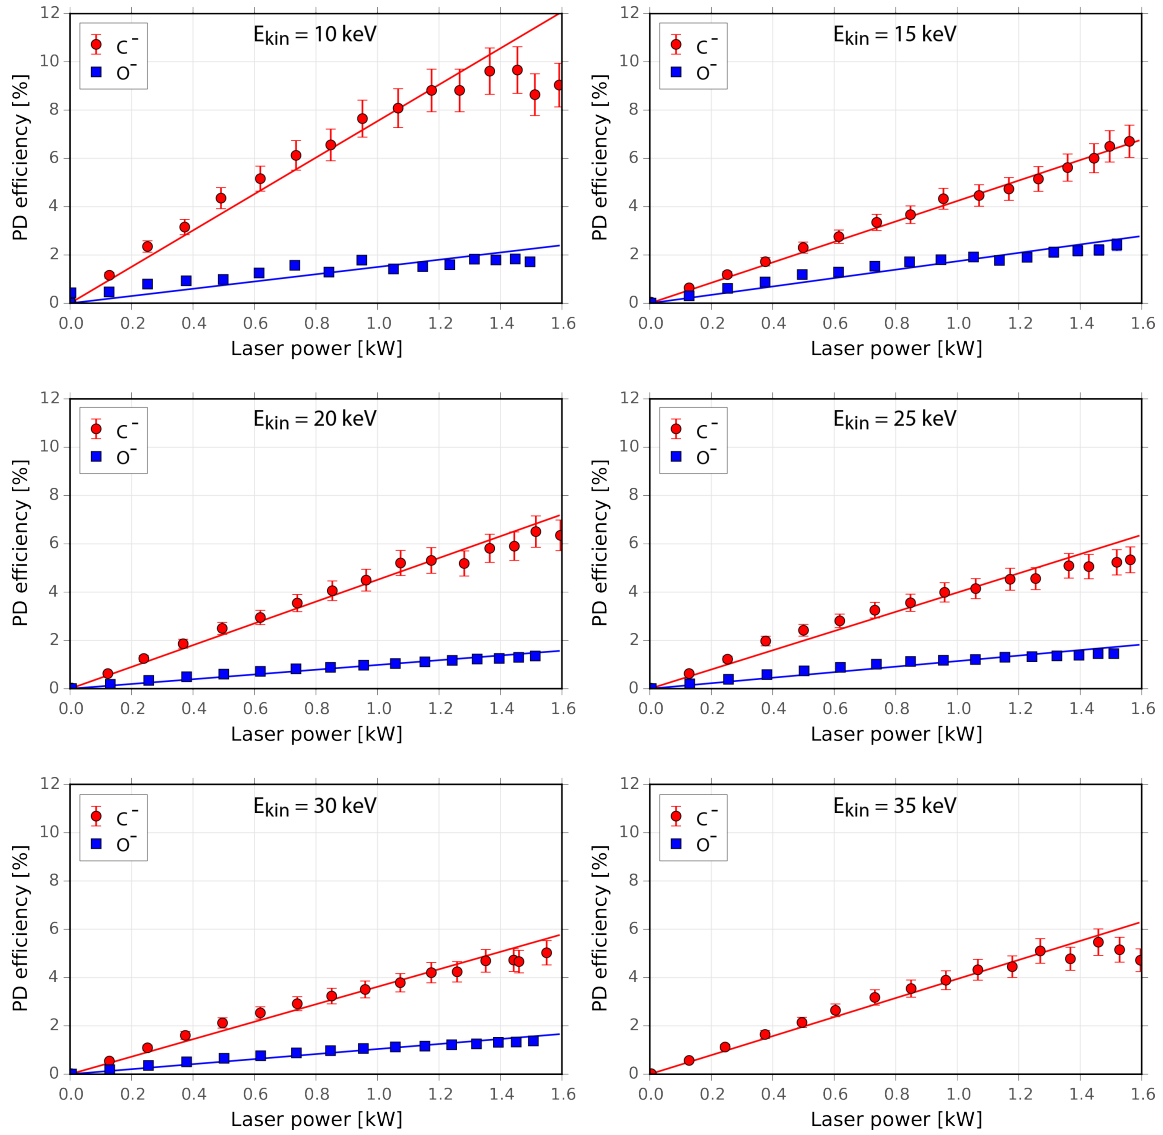 E_kin = 10 keV
C⁻
O⁻
12
10
8
6
4
2
0
PD efficiency [%]
0.0 0.2 0.4 0.6 0.8 1.0 1.2 1.4 1.6
Laser power [kW]
E_kin = 15 keV
C⁻
O⁻
12
10
8
6
4
2
0
PD efficiency [%]
0.0 0.2 0.4 0.6 0.8 1.0 1.2 1.4 1.6
Laser power [kW]
E_kin = 20 keV
C⁻
O⁻
12
10
8
6
4
2
0
PD efficiency [%]
0.0 0.2 0.4 0.6 0.8 1.0 1.2 1.4 1.6
Laser power [kW]
E_kin = 25 keV
C⁻
O⁻
12
10
8
6
4
2
0
PD efficiency [%]
0.0 0.2 0.4 0.6 0.8 1.0 1.2 1.4 1.6
Laser power [kW]
E_kin = 30 keV
C⁻
O⁻
12
10
8
6
4
2
0
PD efficiency [%]
0.0 0.2 0.4 0.6 0.8 1.0 1.2 1.4 1.6
Laser power [kW]
E_kin = 35 keV
C⁻
O⁻
12
10
8
6
4
2
0
PD efficiency [%]
0.0 0.2 0.4 0.6 0.8 1.0 1.2 1.4 1.6
Laser power [kW]